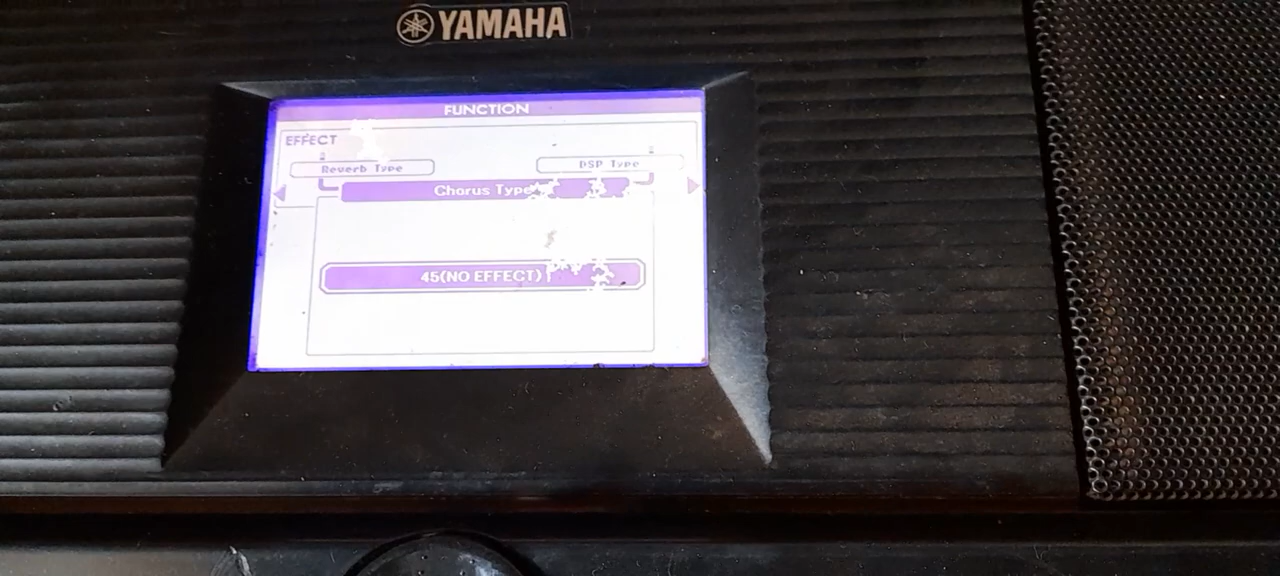 YAMAHA
FUNCTION
EFFECT
Reverb Type
DSP Type
Chorus Type
45(NO EFFECT)